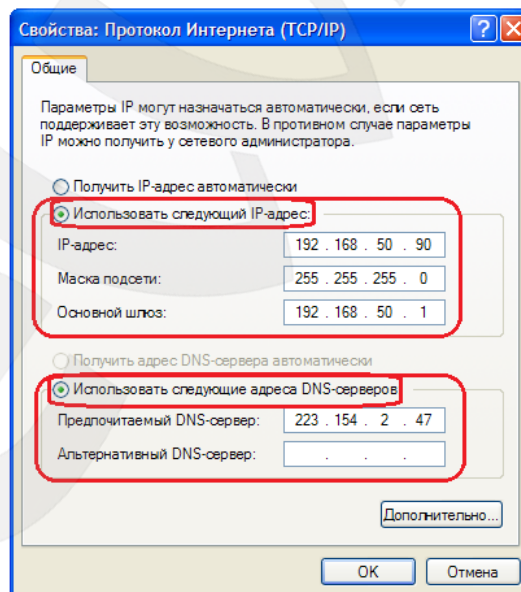 Свойства: Протокол Интернета (TCP/IP)
Общие
Параметры IP могут назначаться автоматически, если сеть
поддерживает эту возможность. В противном случае параметры
IP можно получить у сетевого администратора.
Получить IP-адрес автоматически
Использовать следующий IP-адрес:
IP-адрес: 192 . 168 . 50 . 90
Маска подсети: 255 . 255 . 255 . 0
Основной шлюз: 192 . 168 . 50 . 1
Получить адрес DNS-сервера автоматически
Использовать следующие адреса DNS-серверов
Предпочитаемый DNS-сервер: 223 . 154 . 2 . 47
Альтернативный DNS-сервер: . . .
Дополнительно...
OK Отмена